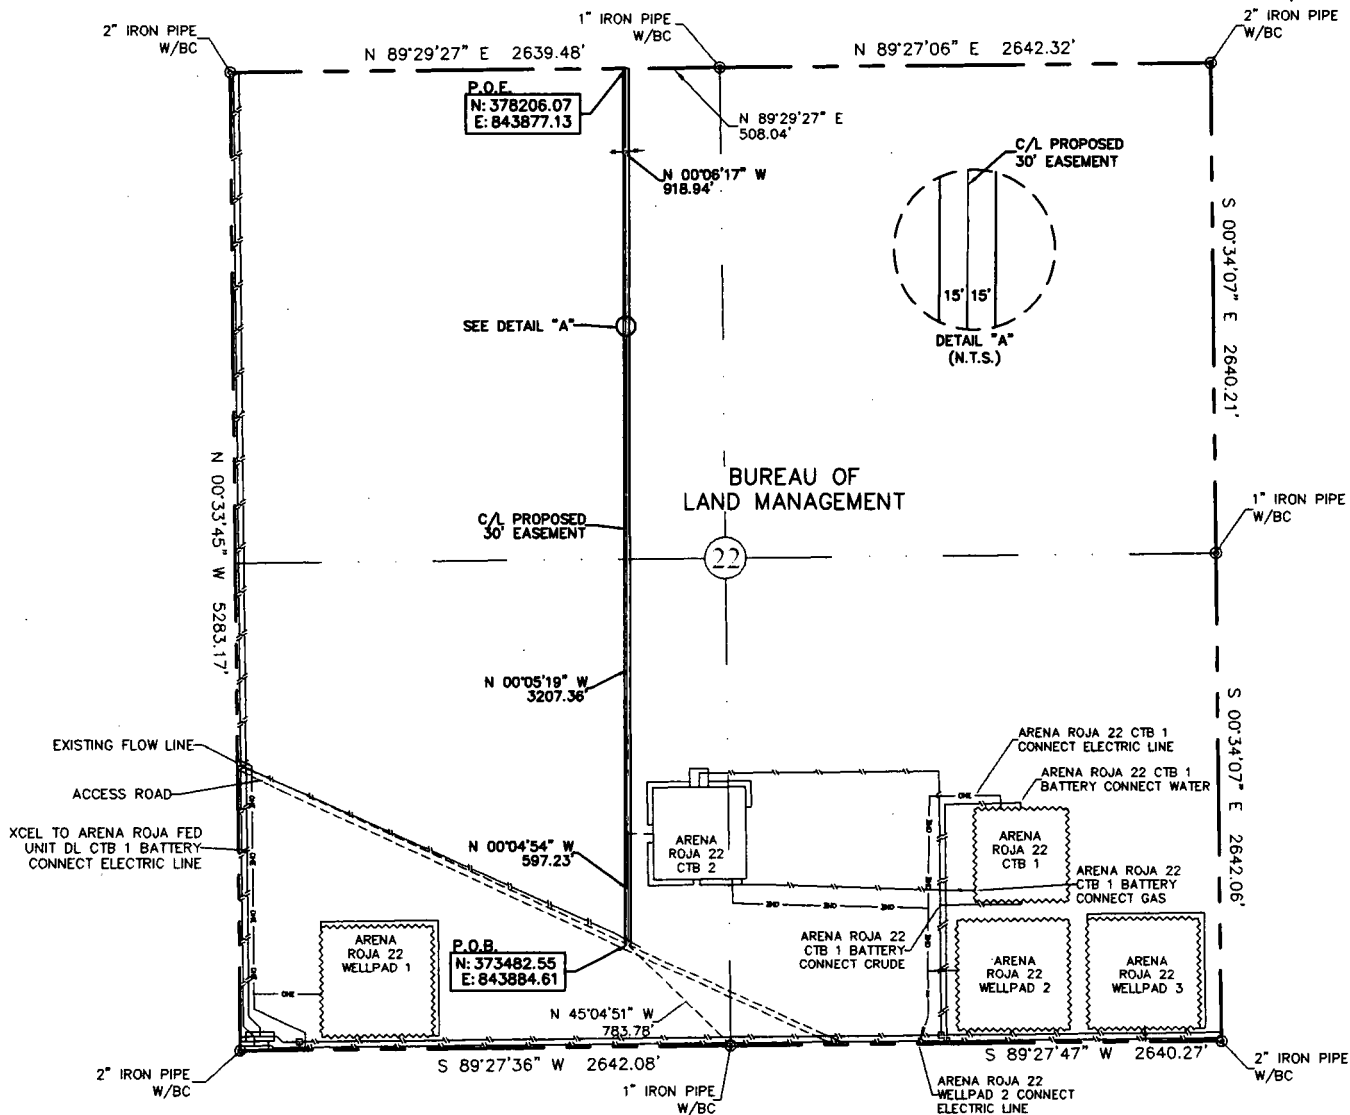 2" IRON PIPE
W/BC
N 89°29'27" E 2639.48'
1" IRON PIPE
W/BC
N 89°27'06" E 2642.32'
2" IRON PIPE
W/BC
P.O.E.
N: 378206.07
E: 843877.13
N 89°29'27" E
508.04'
N 00°06'17" W
918.94'
C/L PROPOSED
30' EASEMENT
15' 15'
DETAIL "A"
(N.T.S.)
SEE DETAIL "A"
S 00°34'07" E 2640.21'
N 00°33'45" W 5283.17'
BUREAU OF
LAND MANAGEMENT
C/L PROPOSED
30' EASEMENT
22
1" IRON PIPE
W/BC
N 00°05'19" W
3207.36'
S 00°34'07" E 2642.06'
EXISTING FLOW LINE
ACCESS ROAD
XCEL TO ARENA ROJA FED
UNIT DL CTB 1 BATTERY
CONNECT ELECTRIC LINE
N 00°04'54" W
597.23'
ARENA
ROJA 22
CTB 2
ARENA ROJA 22 CTB 1
CONNECT ELECTRIC LINE
ARENA ROJA 22 CTB 1
BATTERY CONNECT WATER
ARENA
ROJA 22
CTB 1
ARENA ROJA 22
CTB 1 BATTERY
CONNECT GAS
ARENA ROJA 22
CTB 1 BATTERY
CONNECT CRUDE
ARENA
ROJA 22
WELLPAD 1
P.O.B.
N: 373482.55
E: 843884.61
ARENA
ROJA 22
WELLPAD 2
ARENA
ROJA 22
WELLPAD 3
N 45°04'51" W
783.78'
2" IRON PIPE
W/BC
S 89°27'36" W 2642.08'
1" IRON PIPE
W/BC
S 89°27'47" W 2640.27'
ARENA ROJA 22
WELLPAD 2 CONNECT
ELECTRIC LINE
2" IRON PIPE
W/BC